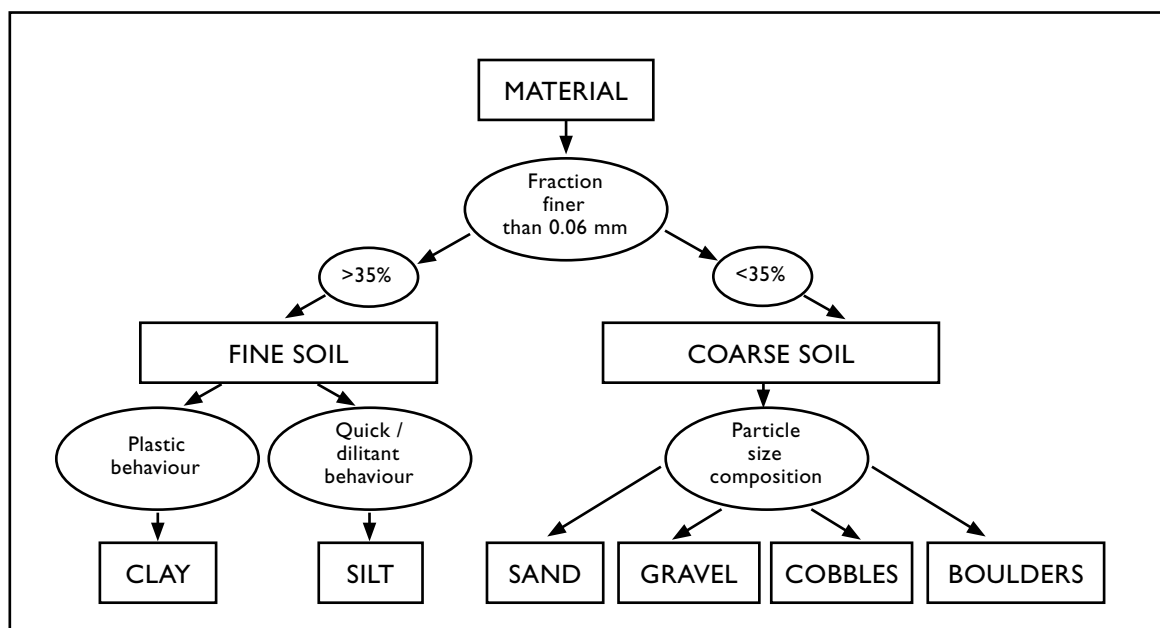 MATERIAL
Fraction
finer
than 0.06 mm
>35%
<35%
FINE SOIL
COARSE SOIL
Plastic
behaviour
Quick /
dilitant
behaviour
Particle
size
composition
CLAY
SILT
SAND
GRAVEL
COBBLES
BOULDERS